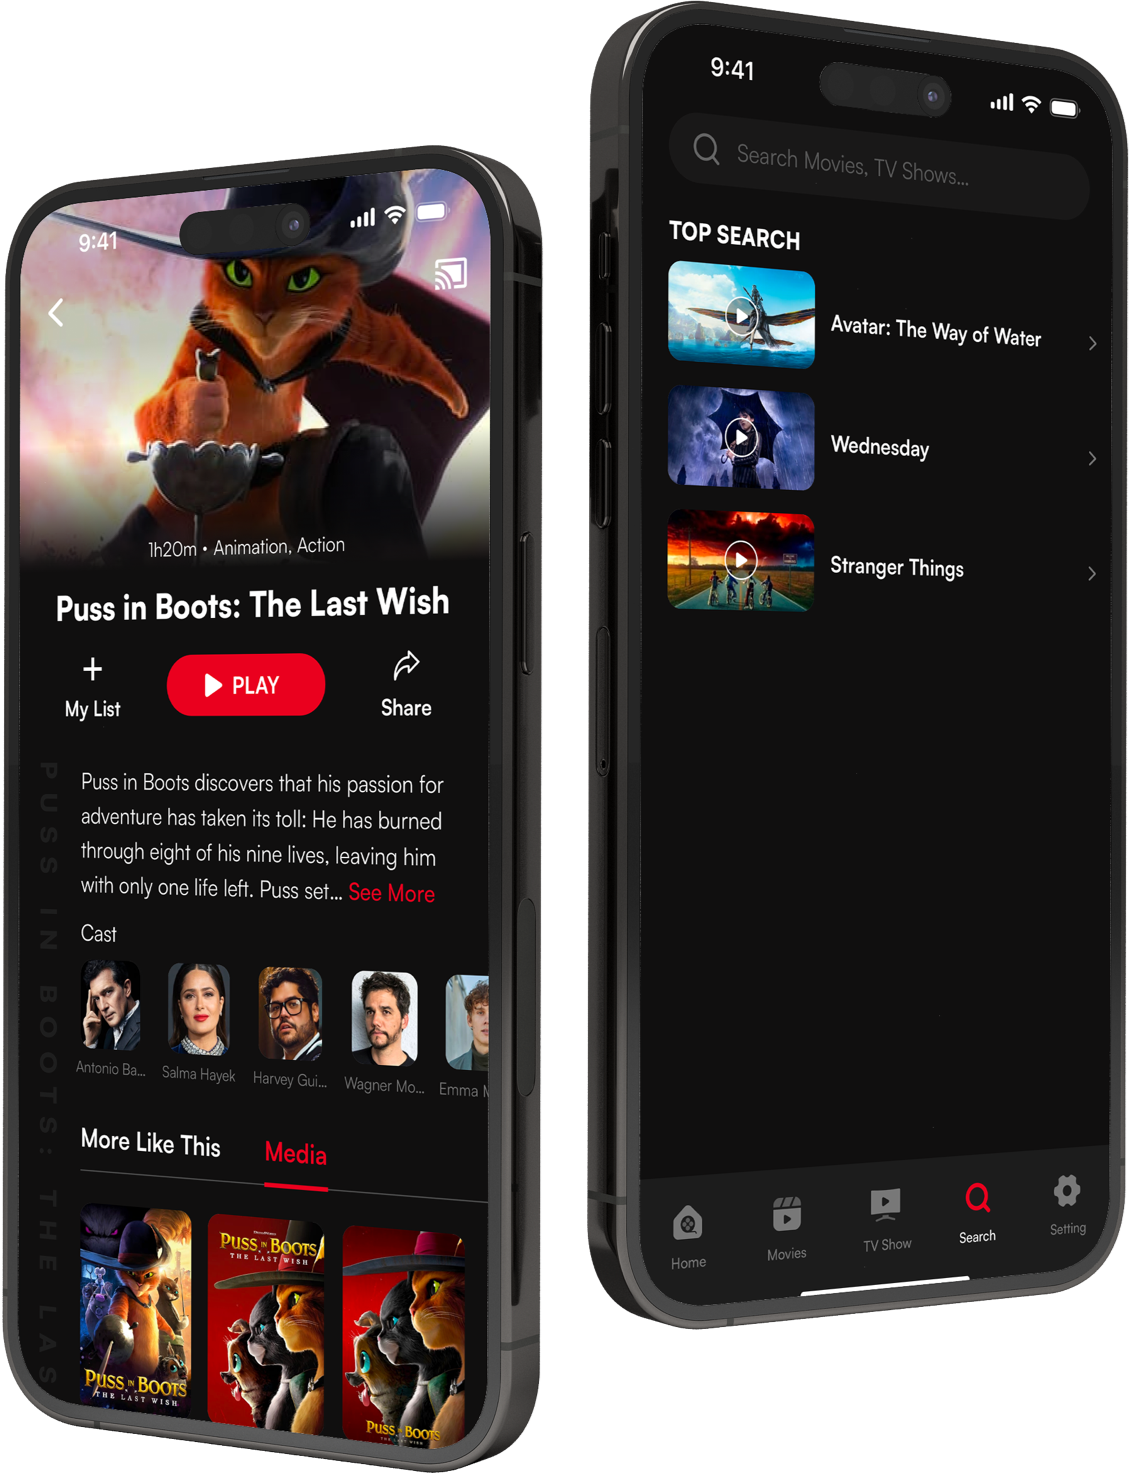 9:41
1h20m • Animation, Action
Puss in Boots: The Last Wish
My List
PLAY
Share
PUSS IN BOOTS: THE LAS
Puss in Boots discovers that his passion for
adventure has taken its toll: He has burned
through eight of his nine lives, leaving him
with only one life left. Puss set... See More
Cast
Antonio Ba...
Salma Hayek
Harvey Gui...
Wagner Mo...
Emma M
More Like This
Media
PUSS IN BOOTS
THE LAST WISH
PUSS IN BOOTS
THE LAST WISH
PUSS IN BOOTS
THE LAST WISH
9:41
Search Movies, TV Shows...
TOP SEARCH
Avatar: The Way of Water
Wednesday
Stranger Things
Home
Movies
TV Show
Search
Setting